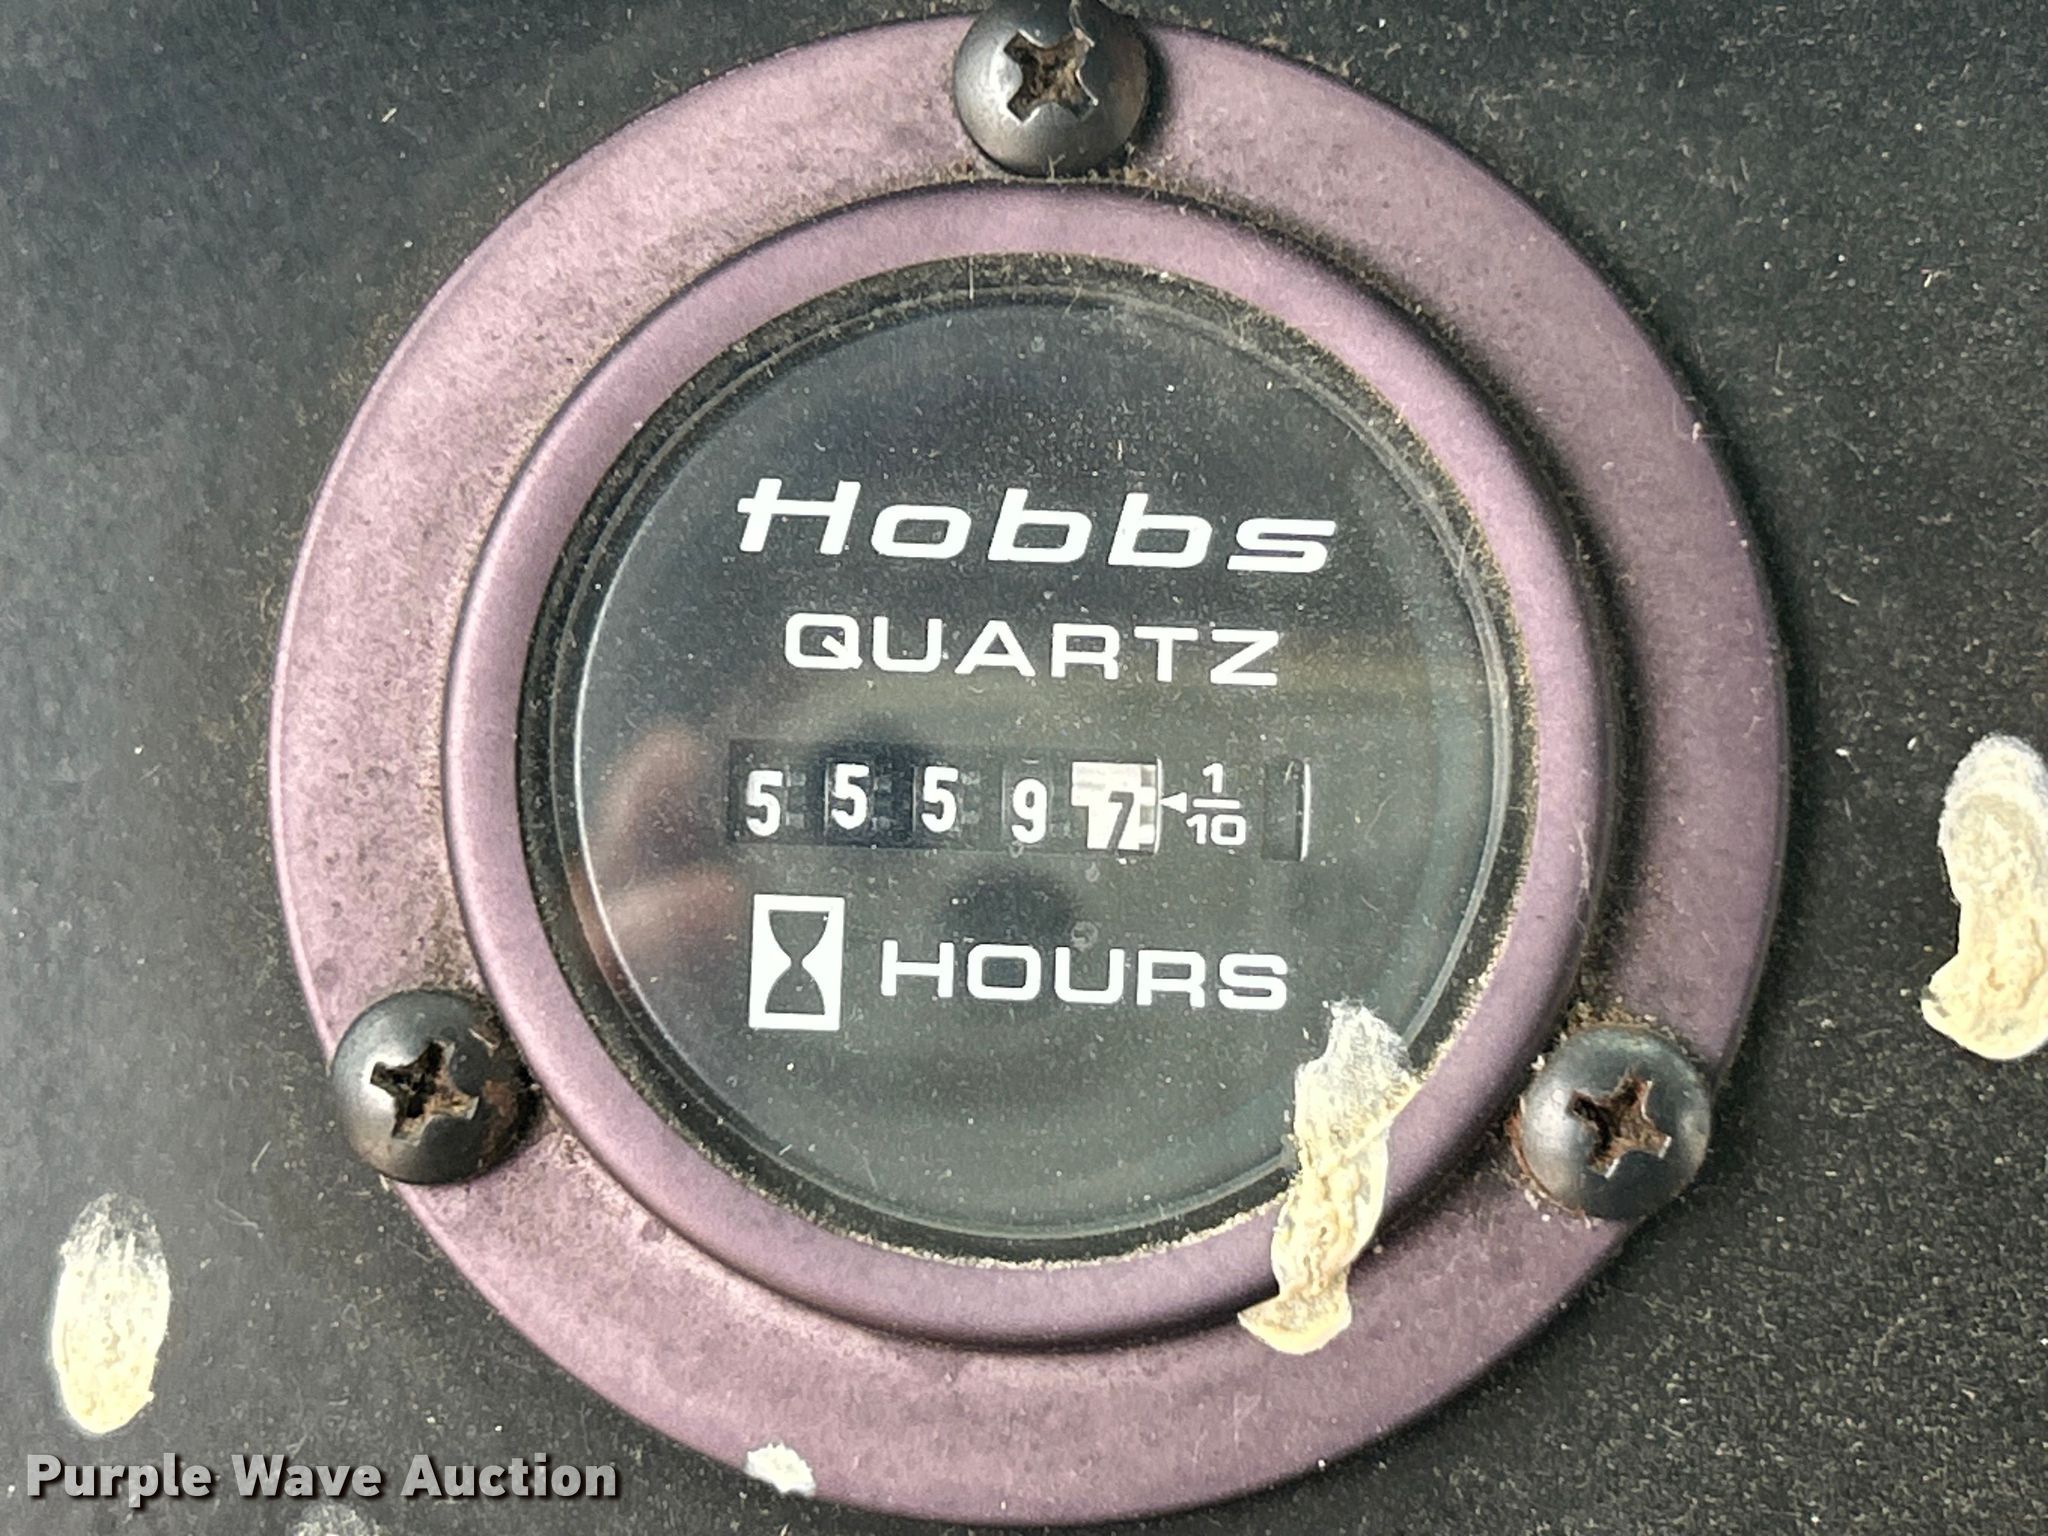 Hobbs
QUARTZ
5 5 5 9 7 1/10
HOURS
Purple Wave Auction